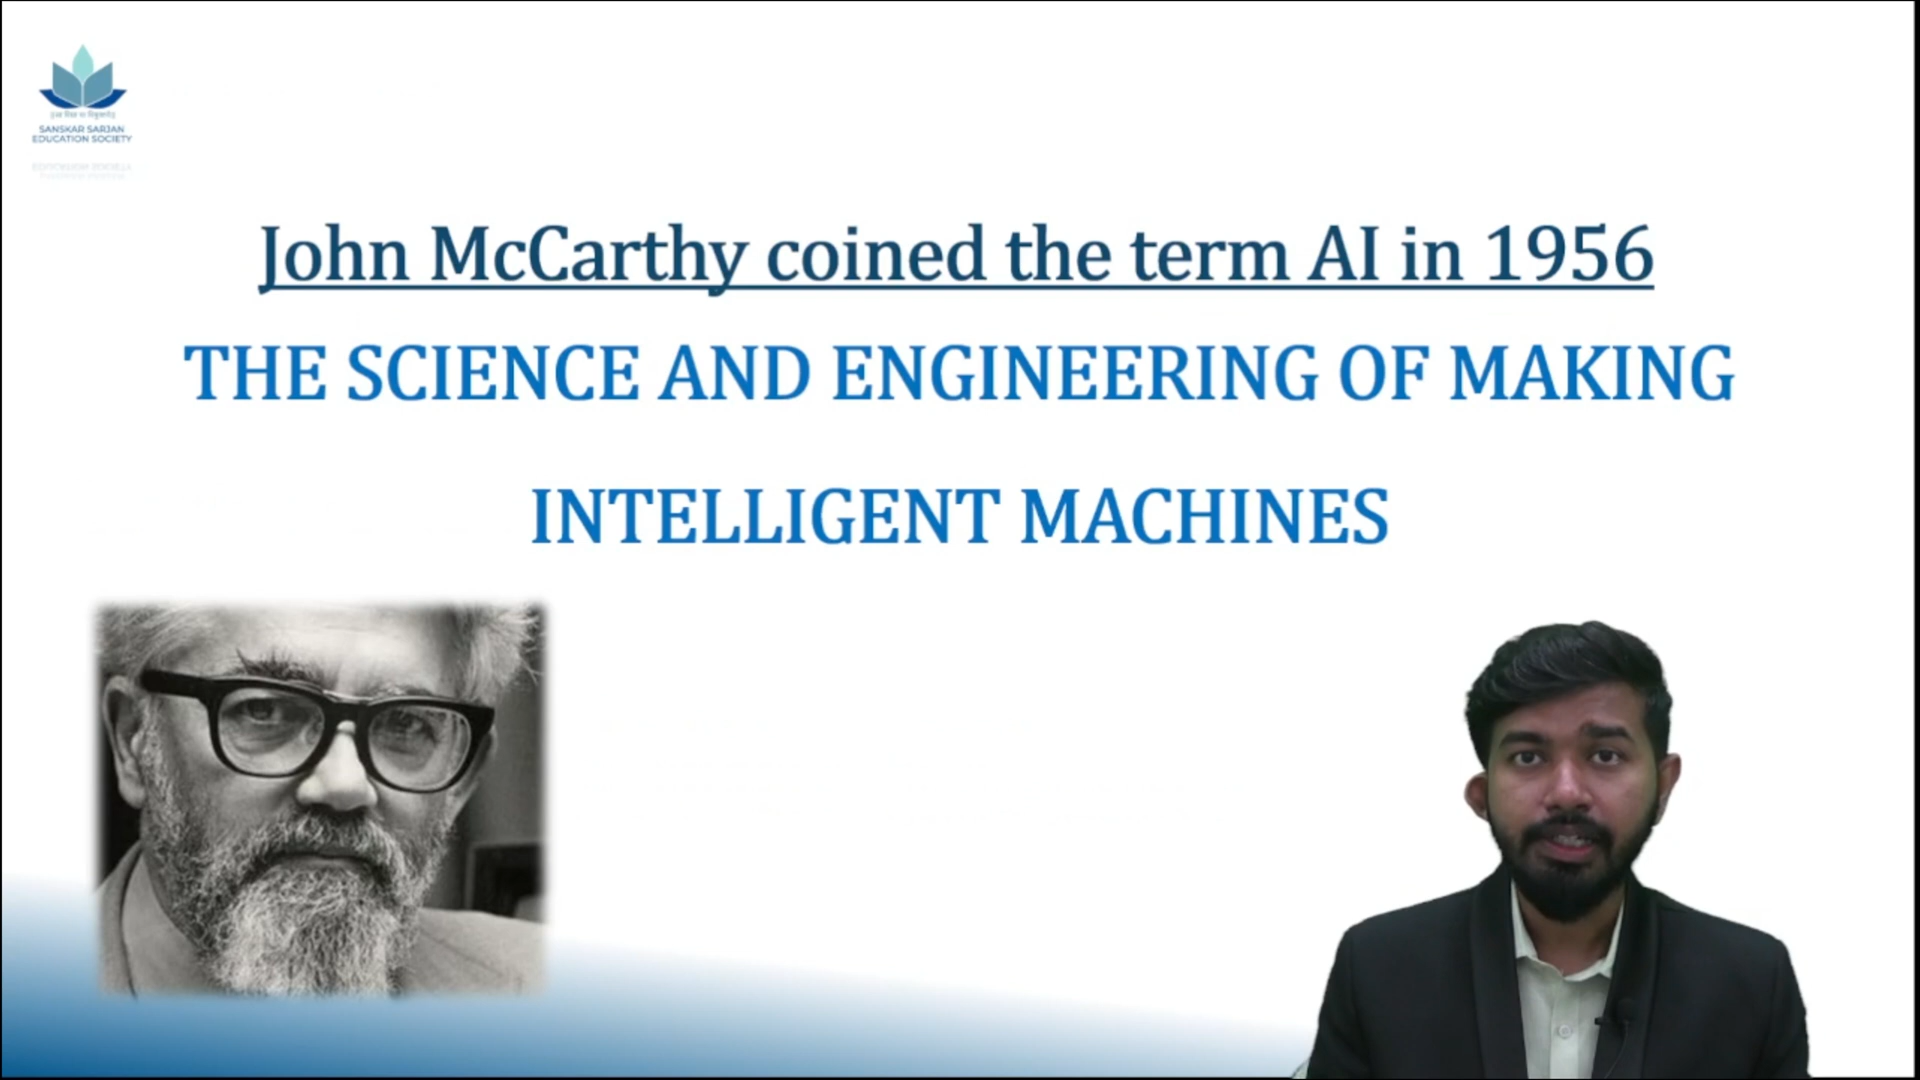 SANSKAR SARJAN
EDUCATION SOCIETY
John McCarthy coined the term AI in 1956
THE SCIENCE AND ENGINEERING OF MAKING
INTELLIGENT MACHINES